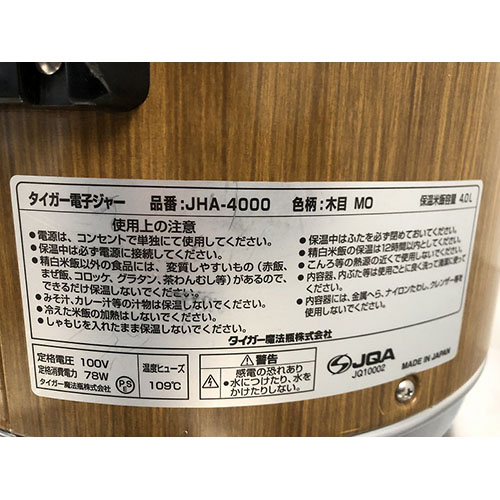 タイガー電子ジャー 品番:JHA-4000 色柄:木目 MO 保温米飯容量 4.0L
使用上の注意
●電源は、コンセントで単独にて使用してください。
●保温中は必ず電源に接続してください。
●精白米飯以外の食品には、変質しやすいもの(赤飯、
まぜ飯、コロッケ、グラタン、茶わんむし等)があるので、
できるだけ保温しないでください。
●みそ汁、カレー汁等の汁物は保温しないでください。
●冷えた米飯の加熱はしないでください。
●しゃもじを入れたまま保温しないでください。
●保温中はふたを必ず閉めておいてください。
●精白米飯の保温は12時間以内としてください。
●こんろ等の熱源の近くで使用しないでください。
●内容器、内ぶた等は使用ごとに良く洗って清潔に使って
ください。
●内容器には、金属へら、ナイロンたわし、クレンザー等を
使用しないでください。
タイガー魔法瓶株式会社
定格電圧 100V
定格消費電力 78W
タイガー魔法瓶株式会社
PS
温度ヒューズ
109℃
警告
感電の恐れあり
●水につけたり、水を
かけたりしない。
JQA
JQ10002
MADE IN JAPAN